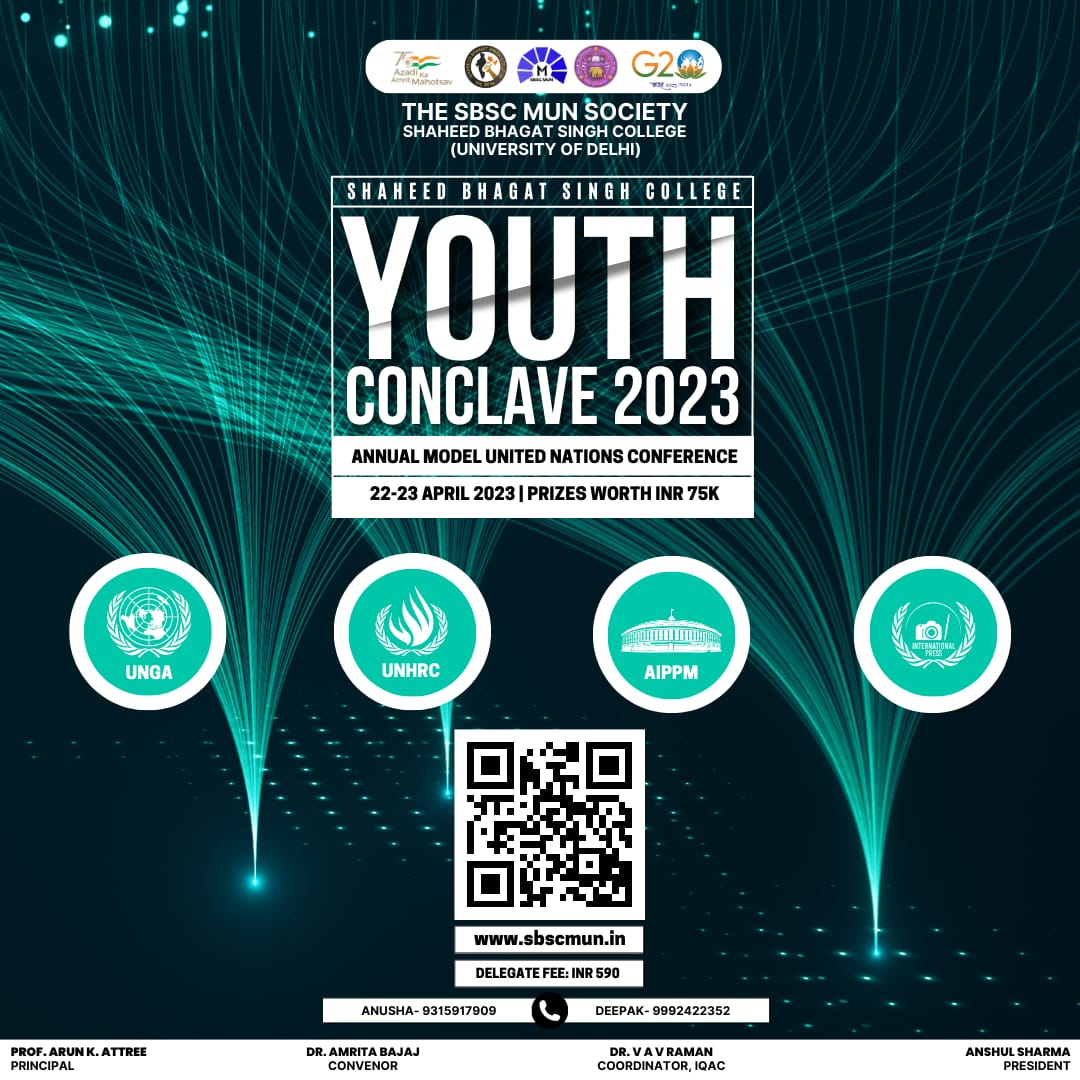 75
Azadi Ka
Amrit Mahotsav
M
SBSC MUN
G20
THE SBSC MUN SOCIETY
SHAHEED BHAGAT SINGH COLLEGE
(UNIVERSITY OF DELHI)
SHAHEED BHAGAT SINGH COLLEGE
YOUTH
CONCLAVE 2023
ANNUAL MODEL UNITED NATIONS CONFERENCE
22-23 APRIL 2023 | PRIZES WORTH INR 75K
UNGA
UNHRC
AIPPM
INTERNATIONAL
PRESS
www.sbscmun.in
DELEGATE FEE: INR 590
ANUSHA- 9315917909 DEEPAK- 9992422352
PROF. ARUN K. ATTREE DR. AMRITA BAJAJ DR. V A V RAMAN ANSHUL SHARMA
PRINCIPAL CONVENOR COORDINATOR, IQAC PRESIDENT